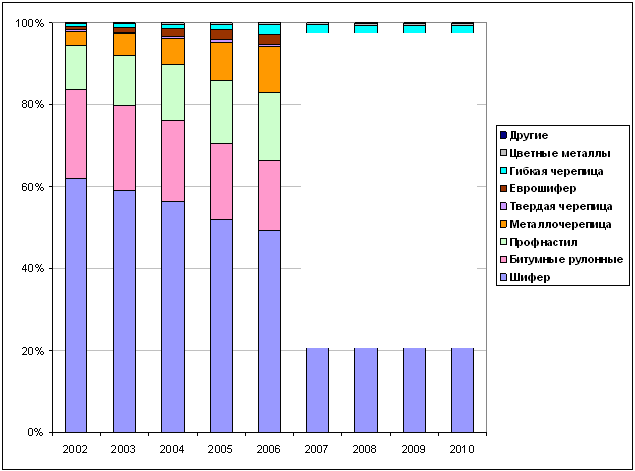 100%
80%
60%
40%
20%
0%
2002 2003 2004 2005 2006 2007 2008 2009 2010
Другие
Цветные металлы
Гибкая черепица
Еврошифер
Твердая черепица
Металлочерепица
Профнастил
Битумные рулонные
Шифер